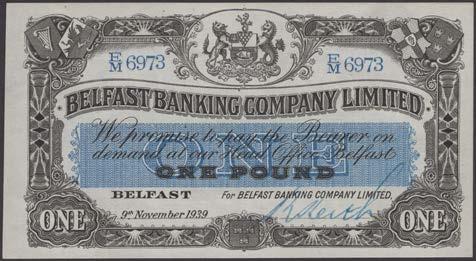 E/M 6973
E/M 6973
BELFAST BANKING COMPANY LIMITED
We promise to pay the Bearer on
demand at our Head Office Belfast
ONE
ONE POUND
BELFAST For BELFAST BANKING COMPANY LIMITED,
9th November 1939
ONE
ONE